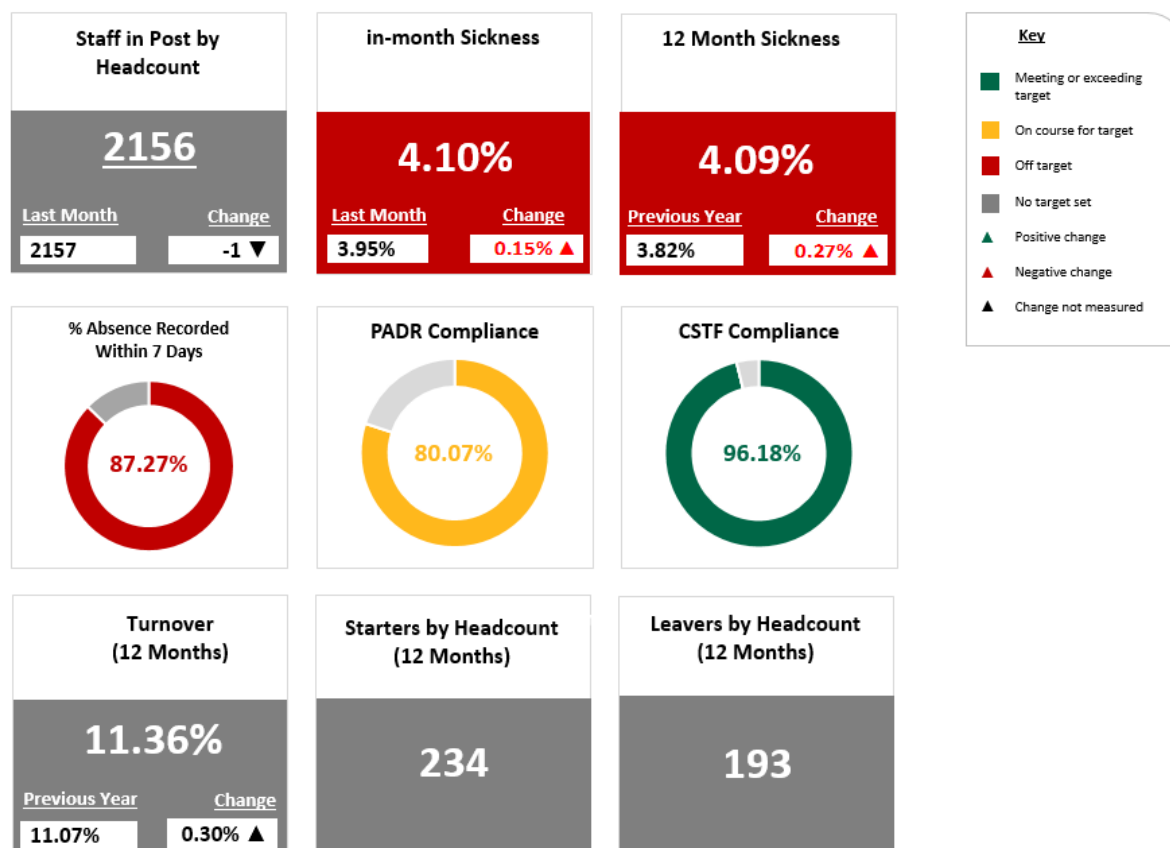 Staff in Post by
Headcount
2156
Last Month
Change
2157
-1 ▼
in-month Sickness
4.10%
Last Month
Change
3.95%
0.15% ▲
12 Month Sickness
4.09%
Previous Year
Change
3.82%
0.27% ▲
Key
Meeting or exceeding
target
On course for target
Off target
No target set
Positive change
Negative change
Change not measured
% Absence Recorded
Within 7 Days
87.27%
PADR Compliance
80.07%
CSTF Compliance
96.18%
Turnover
(12 Months)
11.36%
Previous Year
Change
11.07%
0.30% ▲
Starters by Headcount
(12 Months)
234
Leavers by Headcount
(12 Months)
193